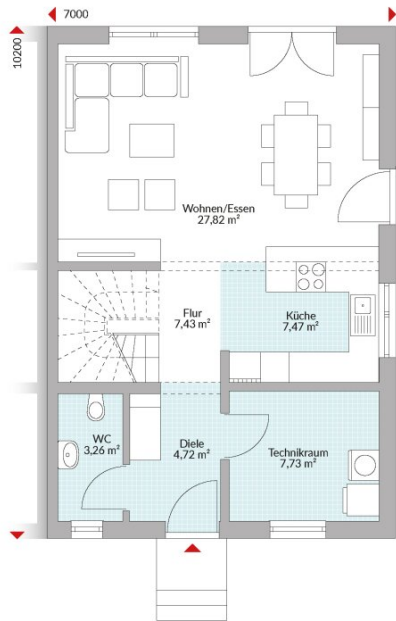 7000
10200
Wohnen/Essen
27,82 m²
Flur
7,43 m²
Küche
7,47 m²
WC
3,26 m²
Diele
4,72 m²
Technikraum
7,73 m²